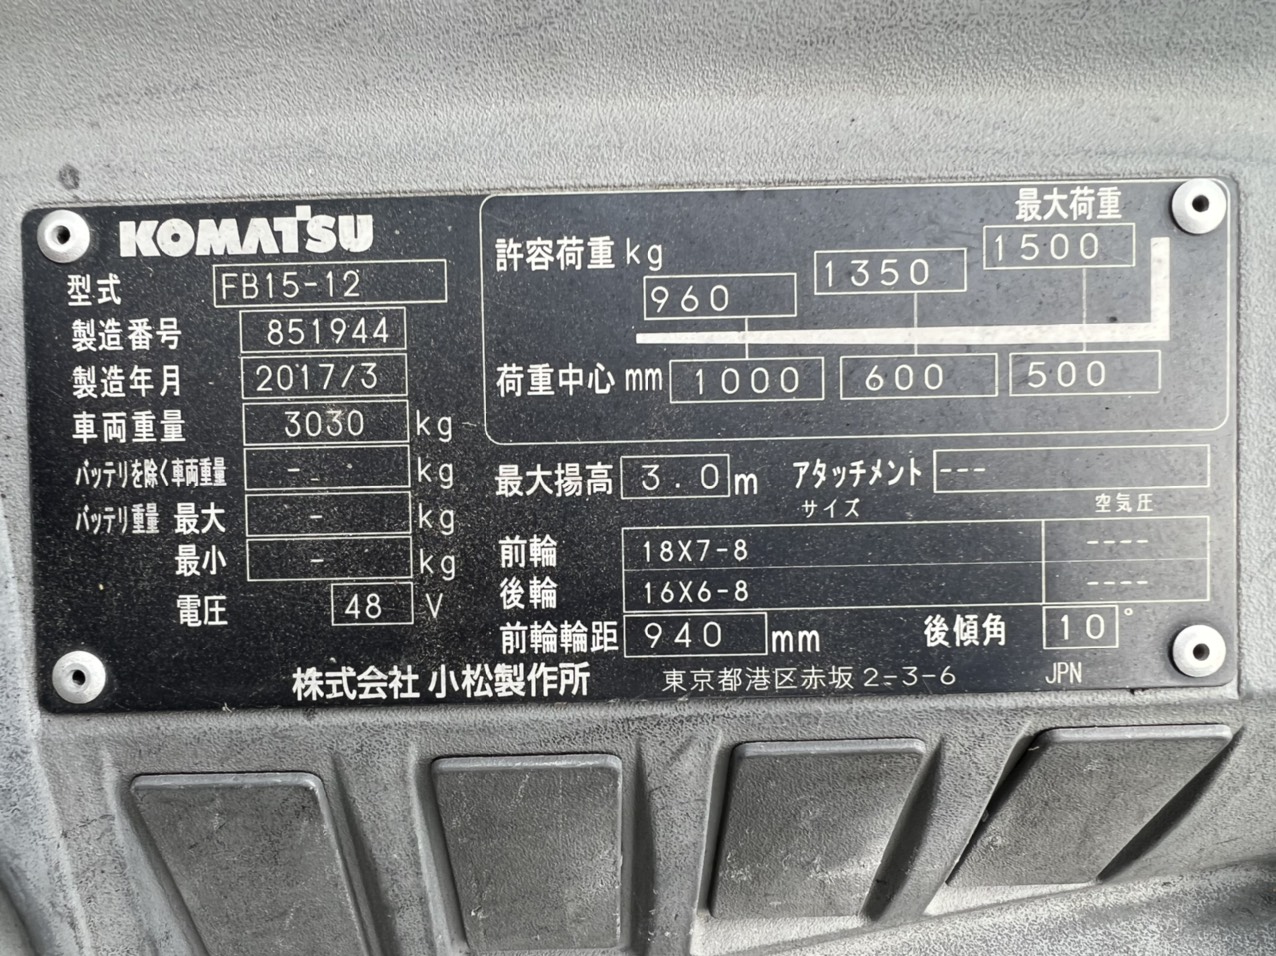 KOMATSU
型式 FB15-12
製造番号 851944
製造年月 2017/3
車両重量 3030 kg
バッテリを除く車両重量 - kg
バッテリ重量 最大 - kg
最小 - kg
電圧 48 V
最大荷重
許容荷重 kg 960 1350 1500
荷重中心 mm 1000 600 500
最大揚高 3.0 m アタッチメント ---
サイズ 空気圧
前輪 18X7-8 ----
後輪 16X6-8 ----
前輪輪距 940 mm 後傾角 10°
株式会社 小松製作所 東京都港区赤坂 2-3-6 JPN